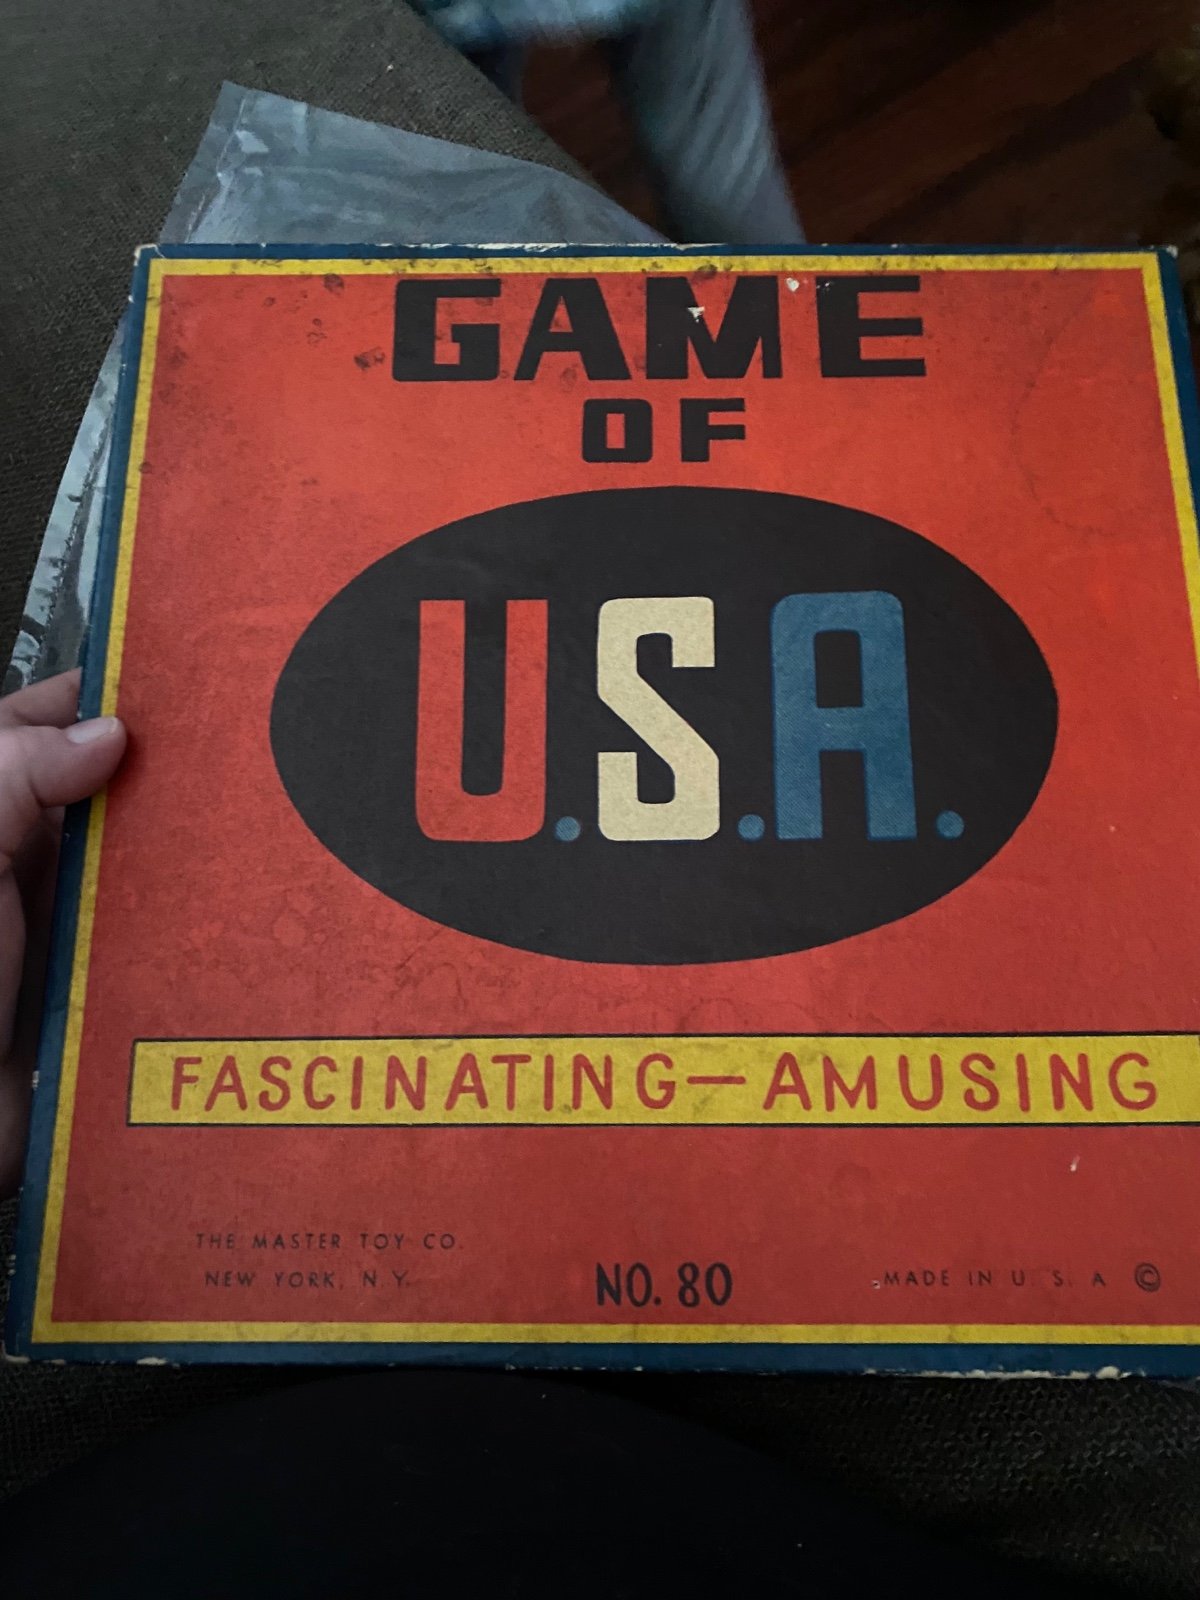 GAME
OF
U.S.A.
FASCINATING—AMUSING
THE MASTER TOY CO.
NEW YORK, N.Y.
NO. 80
MADE IN U. S. A ©